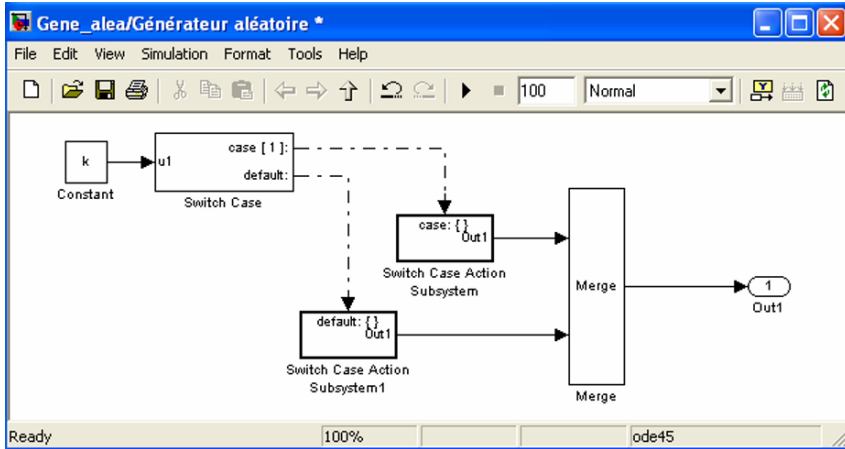 Gene_alea/Générateur aléatoire *
File Edit View Simulation Format Tools Help
100 Normal
k
Constant
u1
case [ 1 ]:
default:
Switch Case
case: { }
Out1
Switch Case Action
Subsystem
default: { }
Out1
Switch Case Action
Subsystem1
Merge
Merge
1
Out1
Ready 100% ode45